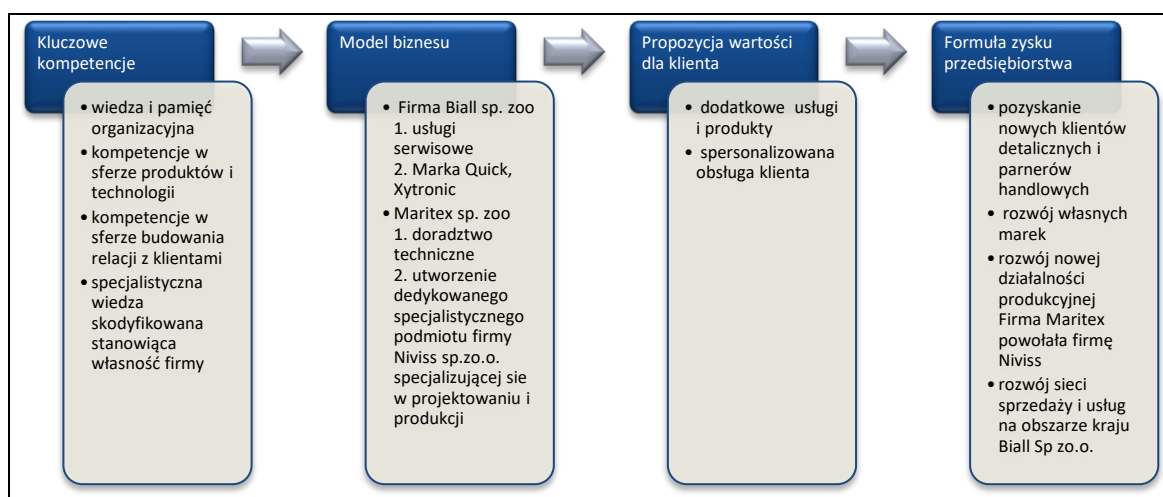 Kluczowe
kompetencje
• wiedza i pamięć
organizacyjna
• kompetencje w
sferze produktów i
technologii
• kompetencje w
sferze budowania
relacji z klientami
• specjalistyczna
wiedza
skodyfikowana
stanowiąca
własność firmy
Model biznesu
• Firma Biall sp. zoo
1. usługi
serwisowe
2. Marka Quick,
Xytronic
• Maritex sp. zoo
1. doradztwo
techniczne
2. utworzenie
dedykowanego
specjalistycznego
podmiotu firmy
Niviss sp.zo.o.
specjalizującej sie
w projektowaniu i
produkcji
Propozycja wartości
dla klienta
• dodatkowe usługi
i produkty
• spersonalizowana
obsługa klienta
Formuła zysku
przedsiębiorstwa
• pozyskanie
nowych klientów
detalicznych i
parnerów
handlowych
• rozwój własnych
marek
• rozwój nowej
działalności
produkcyjnej
Firma Maritex
powołała firmę
Niviss
• rozwój sieci
sprzedaży i usług
na obszarze kraju
Biall Sp zo.o.